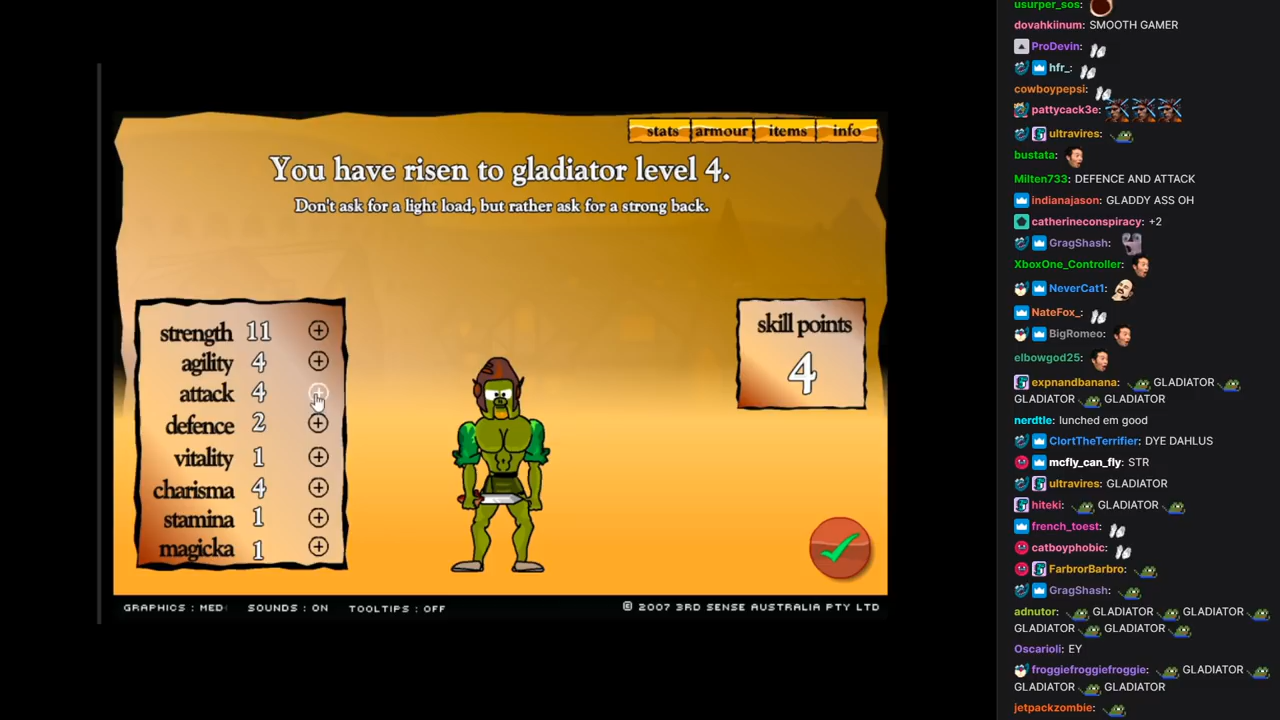 stats armour items info
You have risen to gladiator level 4.
Don't ask for a light load, but rather ask for a strong back.
strength 11
agility 4
attack 4
defence 2
vitality 1
charisma 4
stamina 1
magicka 1
skill points
4
GRAPHICS : MED
SOUNDS : ON
TOOLTIPS : OFF
© 2007 3RD SENSE AUSTRALIA PTY LTD
usurper_sos:
dovahkiinum: SMOOTH GAMER
ProDevin:
hfr_:
cowboypepsi:
pattycack3e:
ultravires:
bustata:
Milten733: DEFENCE AND ATTACK
indianajason: GLADDY ASS OH
catherineconspiracy: +2
GragShash:
XboxOne_Controller:
NeverCat1:
NateFox_:
BigRomeo:
elbowgod25:
expnandbanana: GLADIATOR
GLADIATOR GLADIATOR
nerdtle: lunched em good
ClortTheTerrifier: DYE DAHLUS
mcfly_can_fly: STR
ultravires: GLADIATOR
hiteki: GLADIATOR
french_toest:
catboyphobic:
FarbrorBarbro:
GragShash:
adnutor: GLADIATOR GLADIATOR
GLADIATOR GLADIATOR
Oscarioli: EY
froggiefroggiefroggie: GLADIATOR
GLADIATOR GLADIATOR
jetpackzombie: